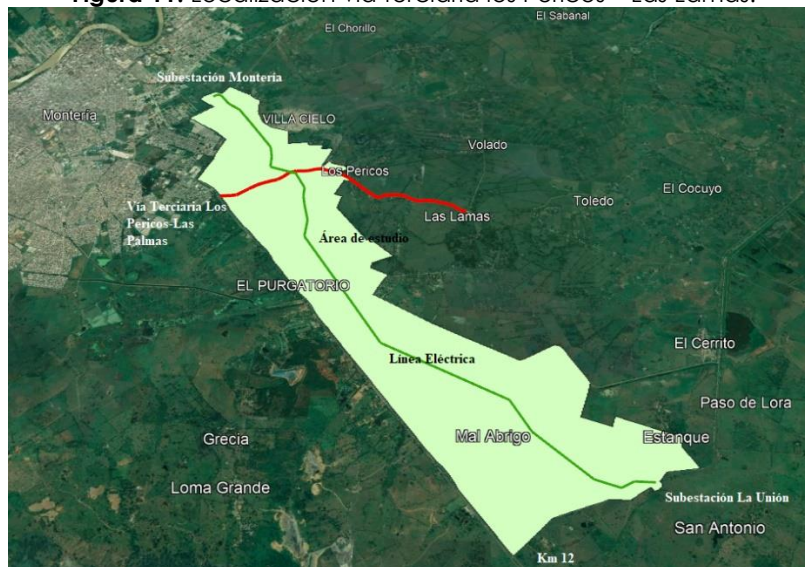 Figura 11. Localización vía terciaria los Pericos – Las Lamas.
El Chorillo
El Sabanal
Subestación Montería
Montería
VILLA CIELO
Volado
Los Pericos
El Cocuyo
Toledo
Vía Terciaria Los
Pericos-Las
Palmas
Las Lamas
Área de estudio
EL PURGATORIO
El Cerrito
Línea Eléctrica
Paso de Lora
Grecia
Mal Abrigo
Estanque
Loma Grande
Subestación La Unión
San Antonio
Km 12